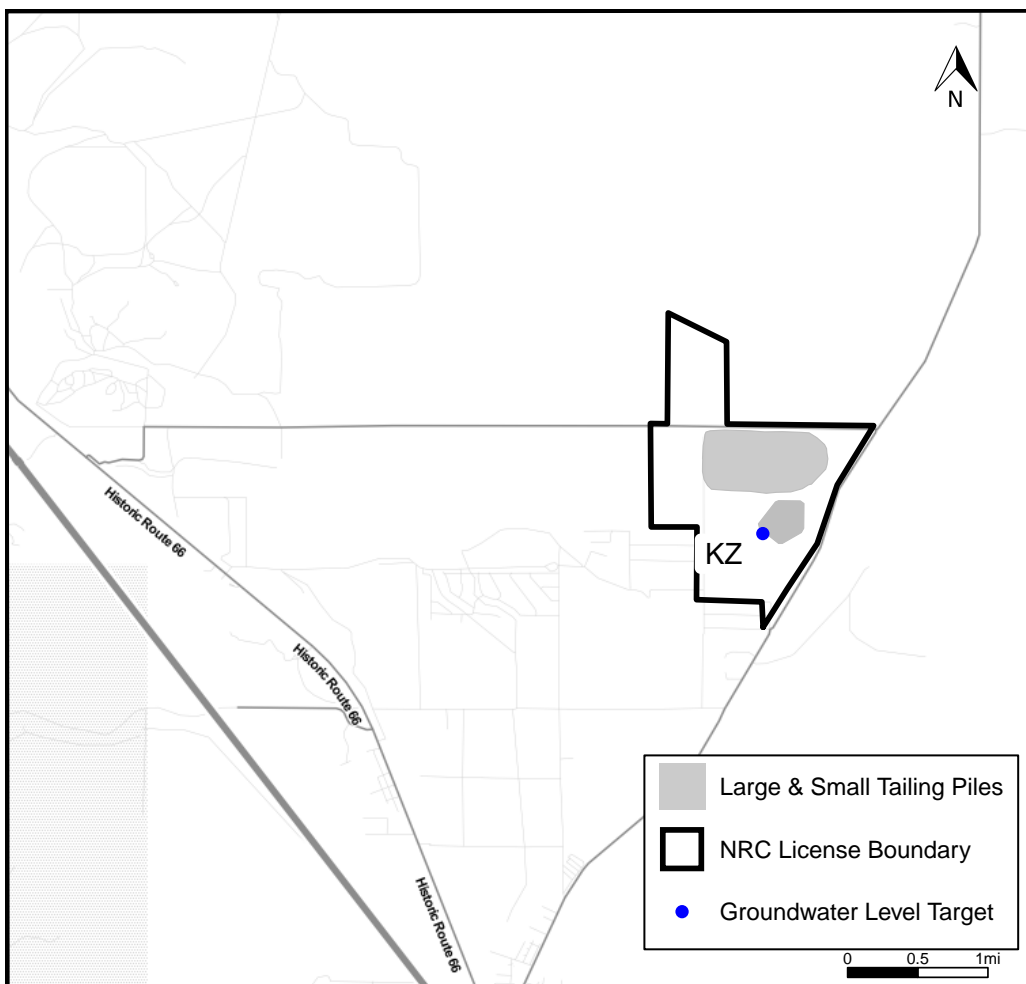 N
Historic Route 66
KZ
Historic Route 66
Historic Route 66
Large & Small Tailing Piles
NRC License Boundary
Groundwater Level Target
0 0.5 1mi